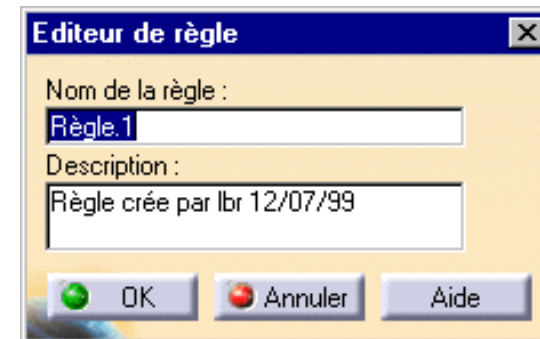 Editeur de règle
Nom de la règle :
Règle.1
Description :
Règle crée par lbr 12/07/99
OK Annuler Aide